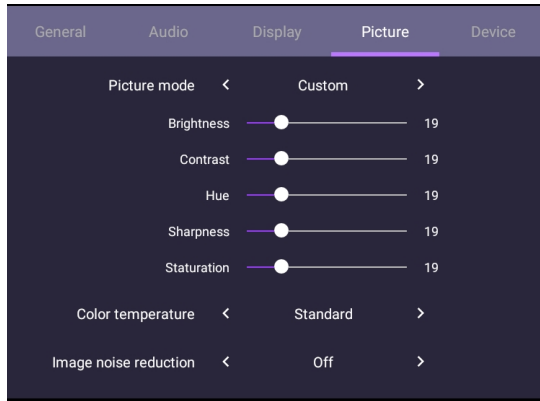 General Audio Display Picture Device
Picture mode < Custom >
Brightness 19
Contrast 19
Hue 19
Sharpness 19
Staturation 19
Color temperature < Standard >
Image noise reduction < Off >